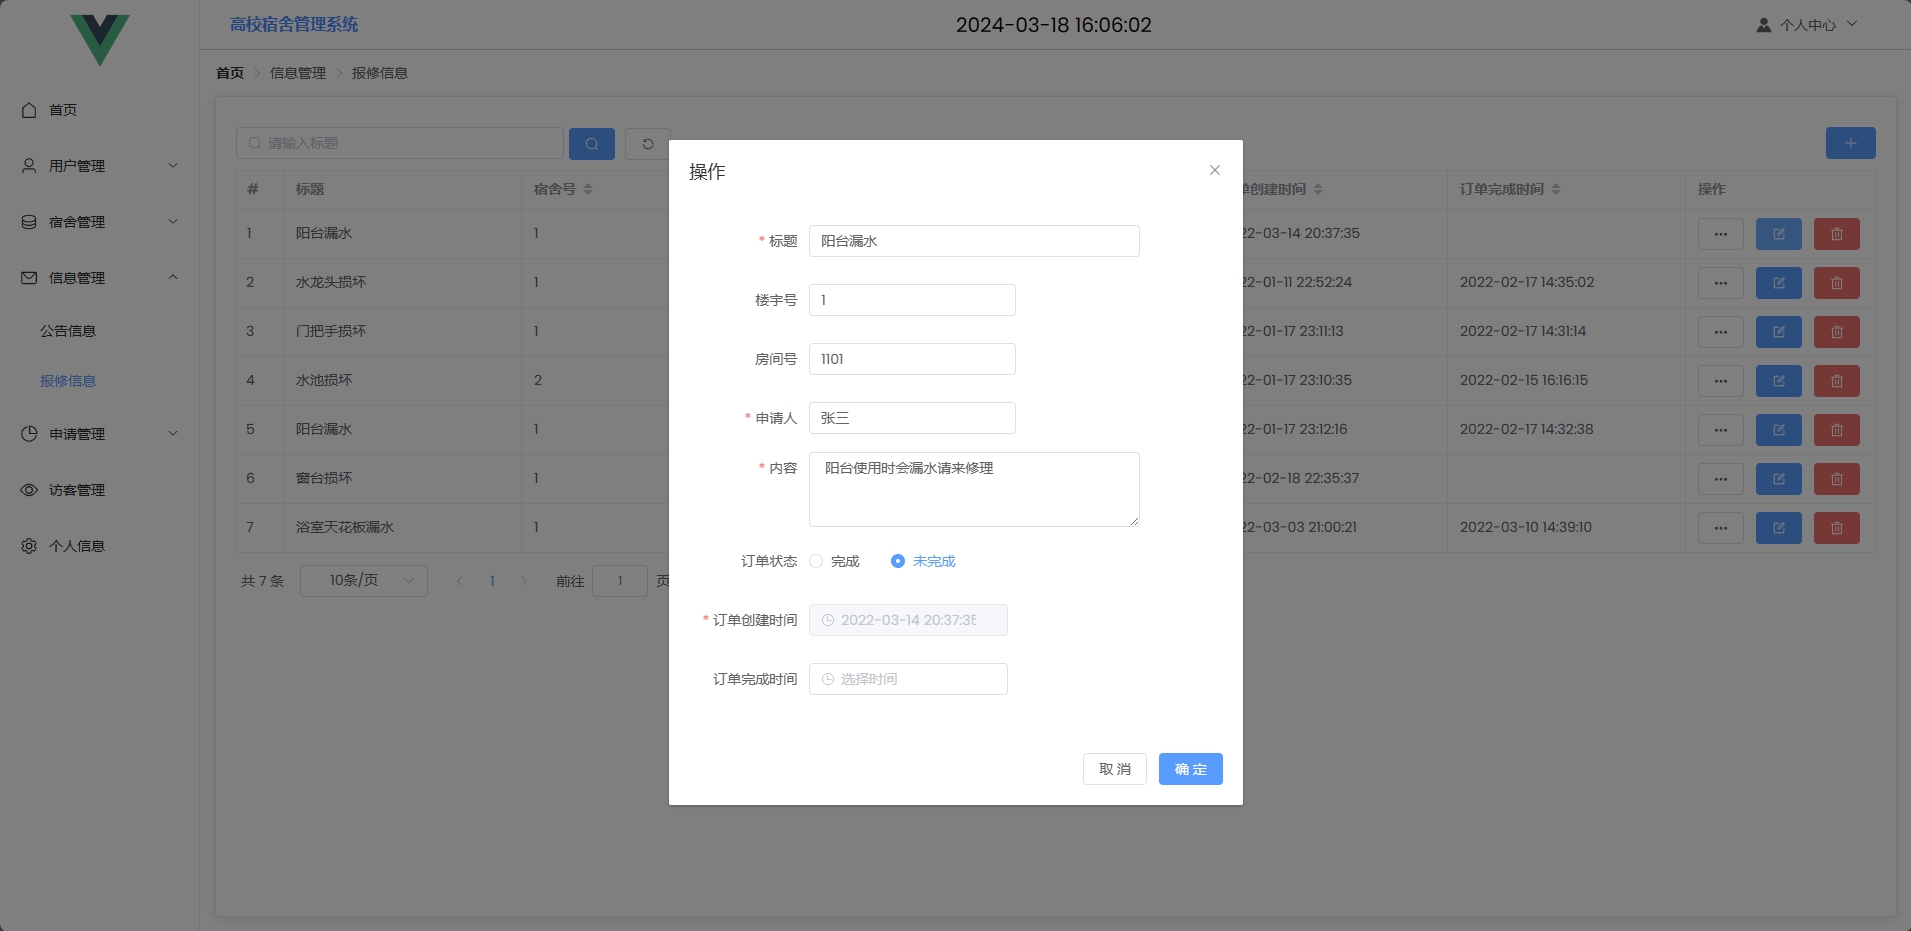 高校宿舍管理系统
2024-03-18 16:06:02
个人中心
首页
用户管理
宿舍管理
信息管理
公告信息
报修信息
申请管理
访客管理
个人信息
首页 > 信息管理 > 报修信息
请输入标题
# 标题 宿舍号 创建时间 订单完成时间 操作
1 阳台漏水 1 22-03-14 20:37:35
2 水龙头损坏 1 22-01-11 22:52:24 2022-02-17 14:35:02
3 门把手损坏 1 22-01-17 23:11:13 2022-02-17 14:31:14
4 水池损坏 2 22-01-17 23:10:35 2022-02-15 16:16:15
5 阳台漏水 1 22-01-17 23:12:16 2022-02-17 14:32:38
6 窗台损坏 1 22-02-18 22:35:37
7 浴室天花板漏水 1 22-03-03 21:00:21 2022-03-10 14:39:10
共 7 条 10条/页 < 1 > 前往 1 页
操作
* 标题 阳台漏水
楼宇号 1
房间号 1101
* 申请人 张三
* 内容 阳台使用时会漏水请来修理
订单状态 完成 未完成
* 订单创建时间 2022-03-14 20:37:35
订单完成时间 选择时间
取消 确定